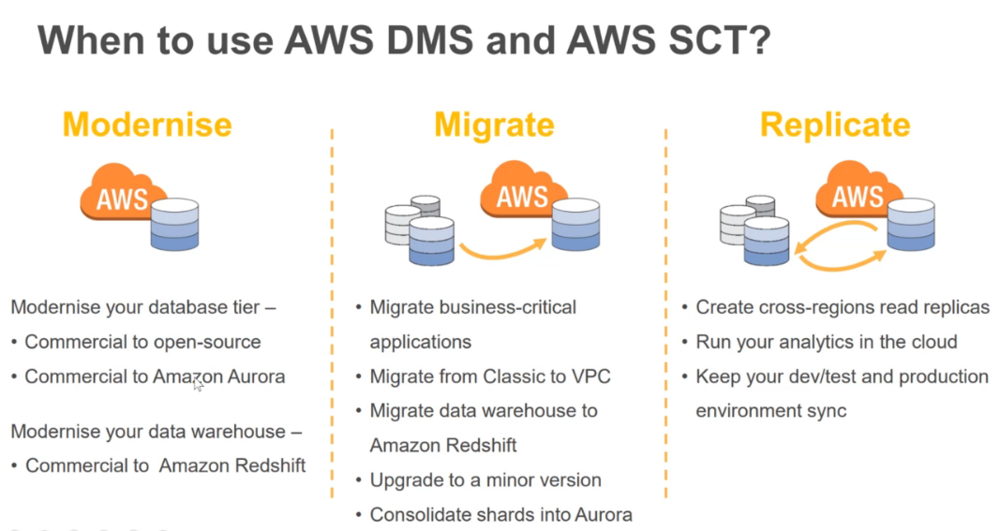 When to use AWS DMS and AWS SCT?
Modernise
AWS
Modernise your database tier –
• Commercial to open-source
• Commercial to Amazon Aurora
Modernise your data warehouse –
• Commercial to Amazon Redshift
Migrate
AWS
• Migrate business-critical
applications
• Migrate from Classic to VPC
• Migrate data warehouse to
Amazon Redshift
• Upgrade to a minor version
• Consolidate shards into Aurora
Replicate
AWS
• Create cross-regions read replicas
• Run your analytics in the cloud
• Keep your dev/test and production
environment sync